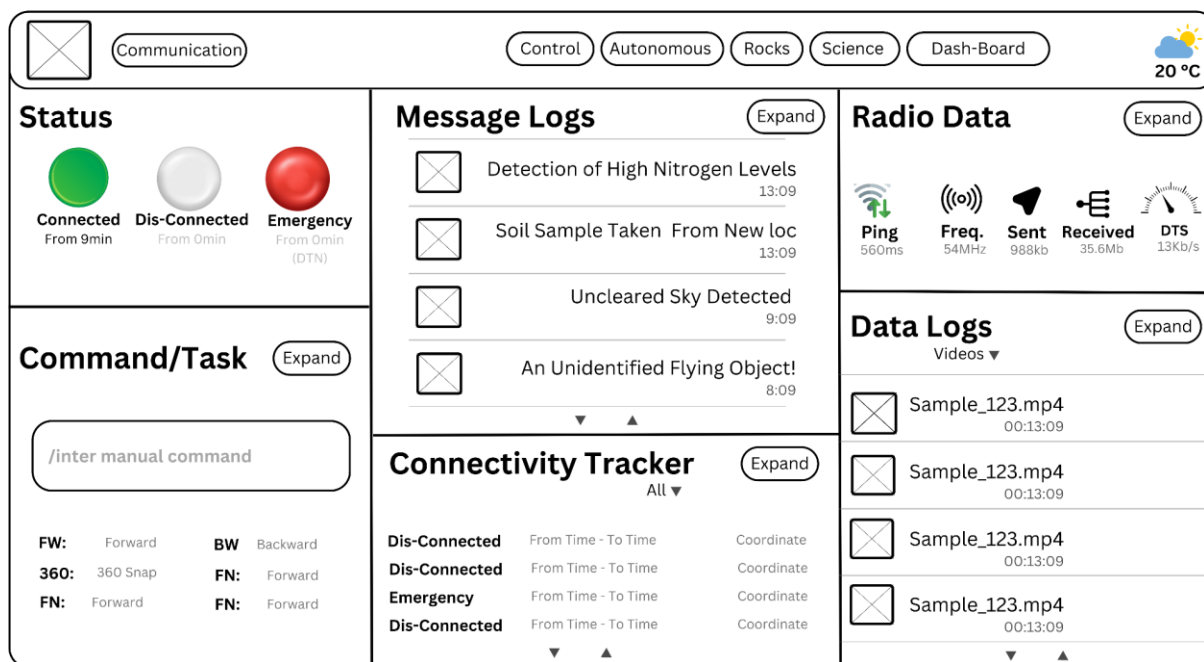 Communication
Control Autonomous Rocks Science Dash-Board
20 °C
Status
Connected Dis-Connected Emergency
From 9min From 0min From 0min
(DTN)
Command/Task Expand
/inter manual command
FW: Forward BW Backward
360: 360 Snap FN: Forward
FN: Forward FN: Forward
Message Logs Expand
Detection of High Nitrogen Levels
13:09
Soil Sample Taken From New loc
13:09
Uncleared Sky Detected
9:09
An Unidentified Flying Object!
8:09
Connectivity Tracker Expand
All
Dis-Connected From Time - To Time Coordinate
Dis-Connected From Time - To Time Coordinate
Emergency From Time - To Time Coordinate
Dis-Connected From Time - To Time Coordinate
Radio Data Expand
Ping Freq. Sent Received DTS
560ms 54MHz 988kb 35.6Mb 13Kb/s
Data Logs Expand
Videos
Sample_123.mp4
00:13:09
Sample_123.mp4
00:13:09
Sample_123.mp4
00:13:09
Sample_123.mp4
00:13:09